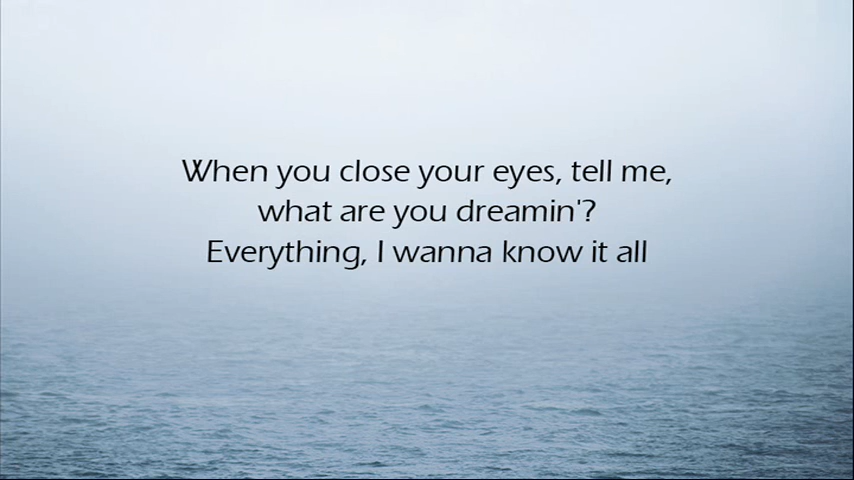 When you close your eyes, tell me,
what are you dreamin'?
Everything, I wanna know it all